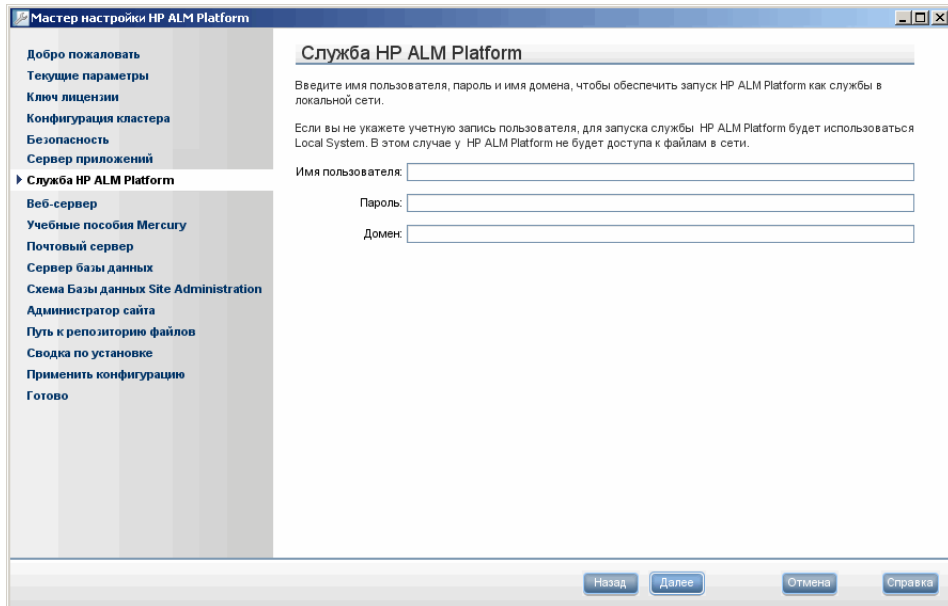 Мастер настройки HP ALM Platform
Добро пожаловать
Текущие параметры
Ключ лицензии
Конфигурация кластера
Безопасность
Сервер приложений
Служба HP ALM Platform
Веб-сервер
Учебные пособия Mercury
Почтовый сервер
Сервер базы данных
Схема Базы данных Site Administration
Администратор сайта
Путь к репозиторию файлов
Сводка по установке
Применить конфигурацию
Готово
Служба HP ALM Platform
Введите имя пользователя, пароль и имя домена, чтобы обеспечить запуск HP ALM Platform как службы в
локальной сети.
Если вы не укажете учетную запись пользователя, для запуска службы HP ALM Platform будет использоваться
Local System. В этом случае у HP ALM Platform не будет доступа к файлам в сети.
Имя пользователя:
Пароль:
Домен:
Назад
Далее
Отмена
Справка